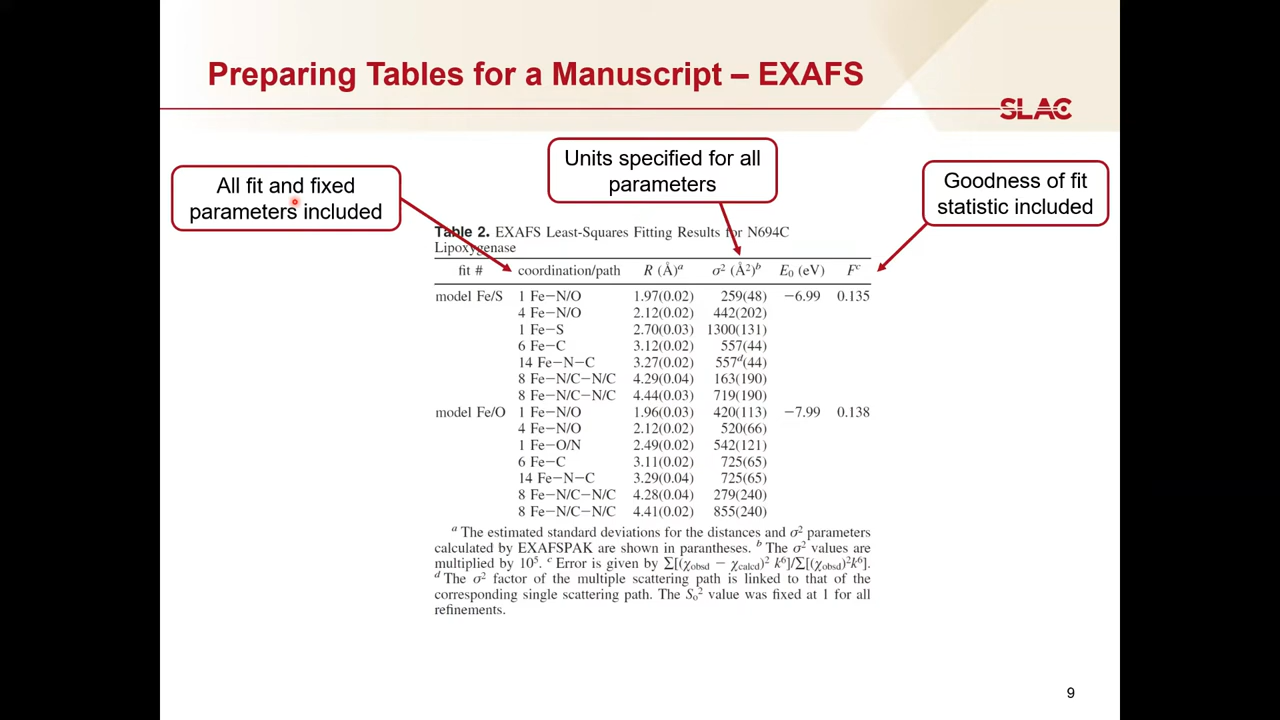 Preparing Tables for a Manuscript – EXAFS
SLAC
All fit and fixed
parameters included
Units specified for all
parameters
Goodness of fit
statistic included
Table 2. EXAFS Least-Squares Fitting Results for N694C
Lipoxygenase
fit # coordination/path R (Å)ᵃ σ² (Å²)ᵇ E₀ (eV) Fᶜ
model Fe/S 1 Fe−N/O 1.97(0.02) 259(48) −6.99 0.135
4 Fe−N/O 2.12(0.02) 442(202)
1 Fe−S 2.70(0.03) 1300(131)
6 Fe−C 3.12(0.02) 557(44)
14 Fe−N−C 3.27(0.02) 557ᵈ(44)
8 Fe−N/C−N/C 4.29(0.04) 163(190)
8 Fe−N/C−N/C 4.44(0.03) 719(190)
model Fe/O 1 Fe−N/O 1.96(0.03) 420(113) −7.99 0.138
4 Fe−N/O 2.12(0.02) 520(66)
1 Fe−O/N 2.49(0.02) 542(121)
6 Fe−C 3.11(0.02) 725(65)
14 Fe−N−C 3.29(0.04) 725(65)
8 Fe−N/C−N/C 4.28(0.04) 279(240)
8 Fe−N/C−N/C 4.41(0.02) 855(240)
ᵃ The estimated standard deviations for the distances and σ² parameters
calculated by EXAFSPAK are shown in parantheses. ᵇ The σ² values are
multiplied by 10⁵. ᶜ Error is given by Σ[(χobsd − χcalcd)² k⁶]/Σ[(χobsd)²k⁶].
ᵈ The σ² factor of the multiple scattering path is linked to that of the
corresponding single scattering path. The Sₒ² value was fixed at 1 for all
refinements.
9